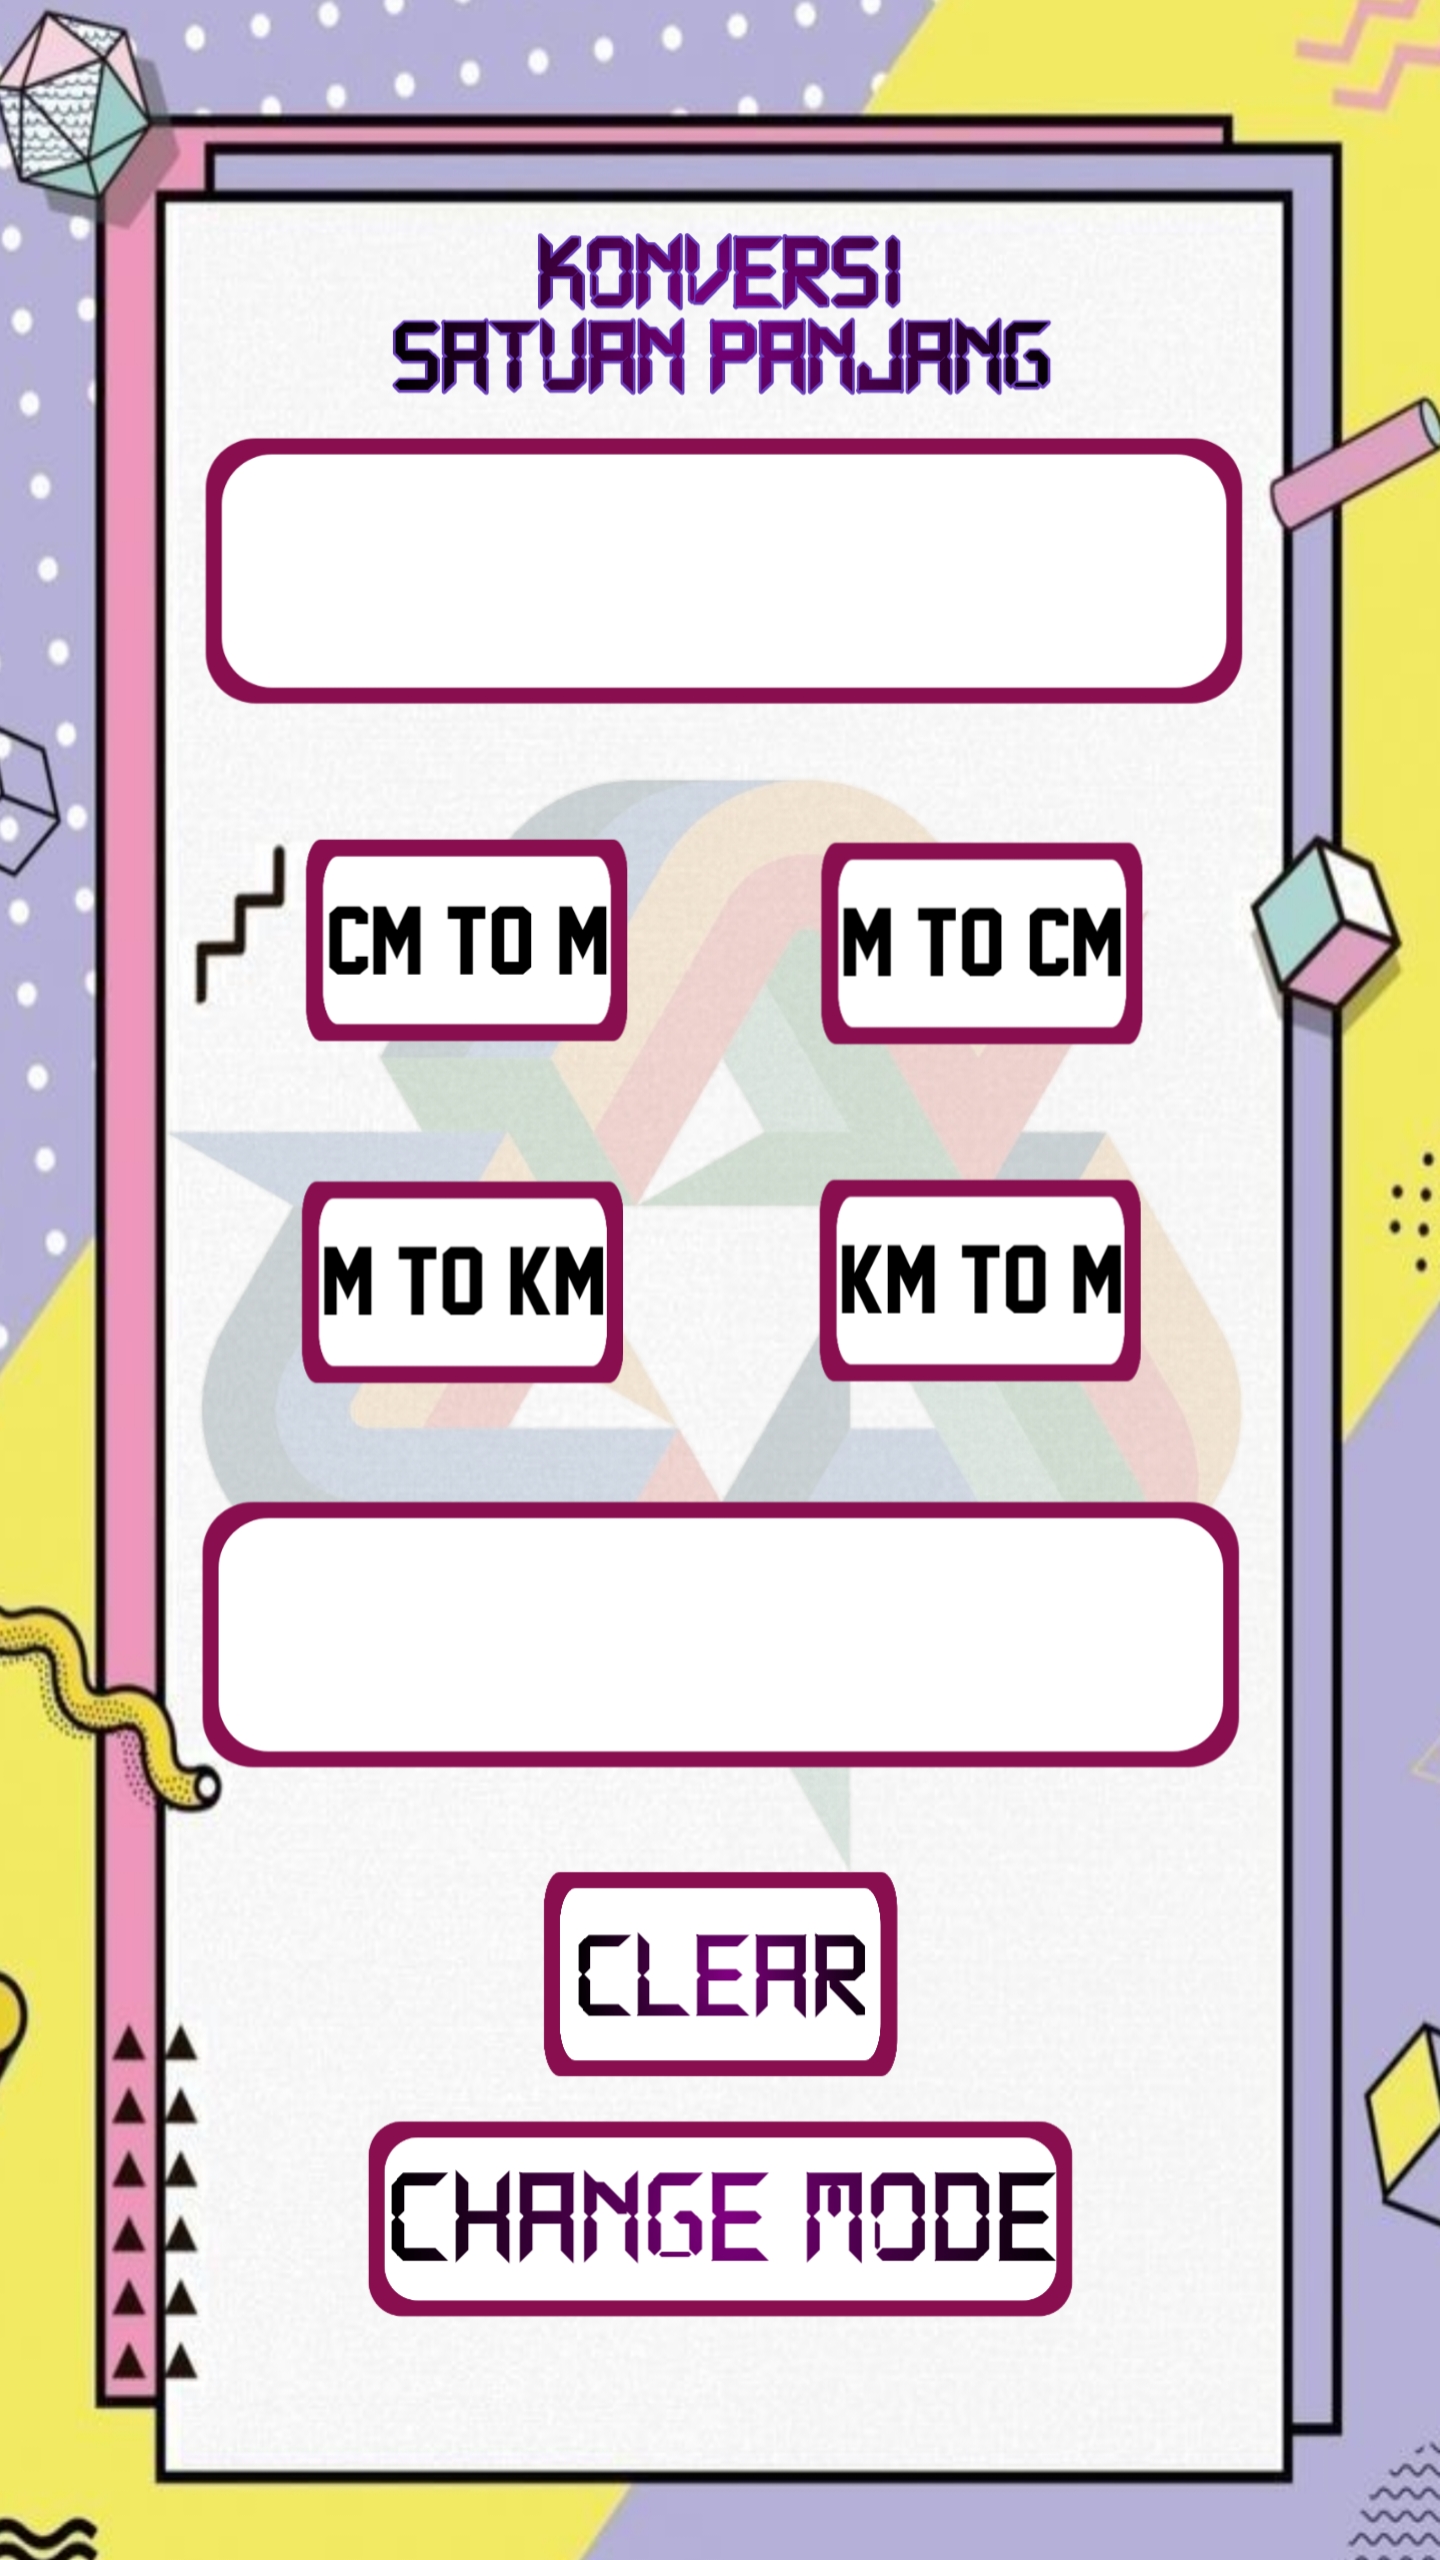 KONVERSI
SATUAN PANJANG
CM TO M
M TO CM
M TO KM
KM TO M
CLEAR
CHANGE MODE